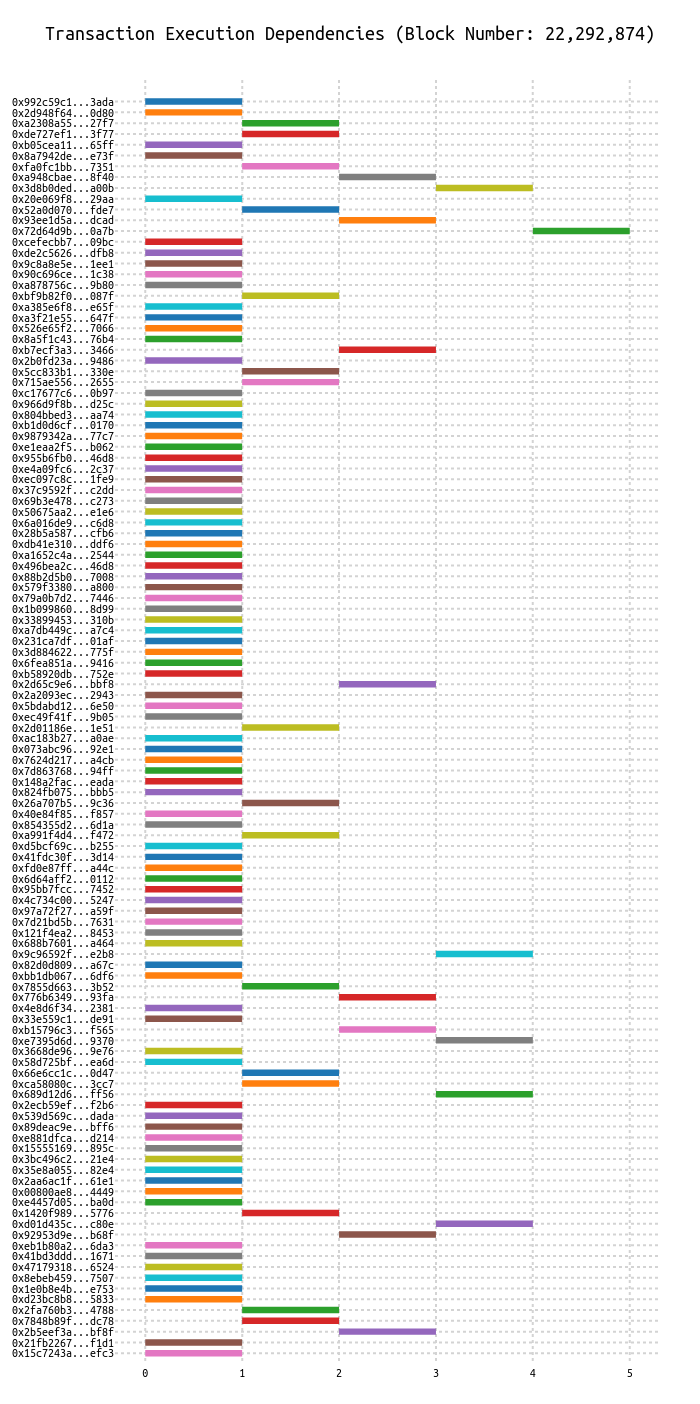 Transaction Execution Dependencies (Block Number: 22,292,874)
0x992c59c1...3ada
0x2d948f64...0d80
0xa2308a55...27f7
0xde727ef1...3f77
0xb05cea11...65ff
0x8a7942de...e73f
0xfa0fc1bb...7351
0xa948cbae...8f40
0x3d8b0ded...a00b
0x20e069f8...29aa
0x52a0d070...fde7
0x93ee1d5a...dcad
0x72d64d9b...0a7b
0xcefecbb7...09bc
0xde2c5626...dfb8
0x9c8a8e5e...1ee1
0x90c696ce...1c38
0xa878756c...9b80
0xbf9b82f0...087f
0xa385e6f8...e65f
0xa3f21e55...647f
0x526e65f2...7066
0x8a5f1c43...76b4
0xb7ecf3a3...3466
0x2b0fd23a...9486
0x5cc833b1...330e
0x715ae556...2655
0xc17677c6...0b97
0x966d9f8b...d25c
0x804bbed3...aa74
0xb1d0d6cf...0170
0x9879342a...77c7
0xe1eaa2f5...b062
0x955b6fb0...46d8
0xe4a09fc6...2c37
0xec097c8c...1fe9
0x37c9592f...c2dd
0x69b3e478...c273
0x50675aa2...e1e6
0x6a016de9...c6d8
0x28b5a587...cfb6
0xdb41e310...ddf6
0xa1652c4a...2544
0x496bea2c...46d8
0x88b2d5b0...7008
0x579f3380...a800
0x79a0b7d2...7446
0x1b099860...8d99
0x33899453...310b
0xa7db449c...a7c4
0x231ca7df...01af
0x3d884622...775f
0x6fea851a...9416
0xb58920db...752e
0x2d65c9e6...bbf8
0x2a2093ec...2943
0x5bdabd12...6e50
0xec49f41f...9b05
0x2d01186e...1e51
0xac183b27...a0ae
0x073abc96...92e1
0x7624d217...a4cb
0x7d863768...94ff
0x148a2fac...eada
0x824fb075...bbb5
0x26a707b5...9c36
0x40e84f85...f857
0x854355d2...6d1a
0xa991f4d4...f472
0xd5bcf69c...b255
0x41fdc30f...3d14
0xfd0e87ff...a44c
0x6d64aff2...0112
0x95bb7fcc...7452
0x4c734c00...5247
0x97a72f27...a59f
0x7d21bd5b...7631
0x121f4ea2...8453
0x688b7601...a464
0x9c96592f...e2b8
0x82d0d809...a67c
0xbb1db067...6df6
0x7855d663...3b52
0x776b6349...93fa
0x4e8d6f34...2381
0x33e559c1...de91
0xb15796c3...f565
0xe7395d6d...9370
0x3668de96...9e76
0x58d725bf...ea6d
0x66e6cc1c...0d47
0xca58080c...3cc7
0x689d12d6...ff56
0x2ecb59ef...f2b6
0x539d569c...dada
0x89deac9e...bff6
0xe881dfca...d214
0x15555169...895c
0x3bc496c2...21e4
0x35e8a055...82e4
0x2aa6ac1f...61e1
0x00800ae8...4449
0xe4457d05...ba0d
0x1420f989...5776
0xd01d435c...c80e
0x92953d9e...b68f
0xeb1b80a2...6da3
0x41bd3ddd...1671
0x47179318...6524
0x8ebeb459...7507
0x1e0b8e4b...e753
0xd23bc8b8...5833
0x2fa760b3...4788
0x7848b89f...dc78
0x2b5eef3a...bf8f
0x21fb2267...f1d1
0x15c7243a...efc3
0 1 2 3 4 5